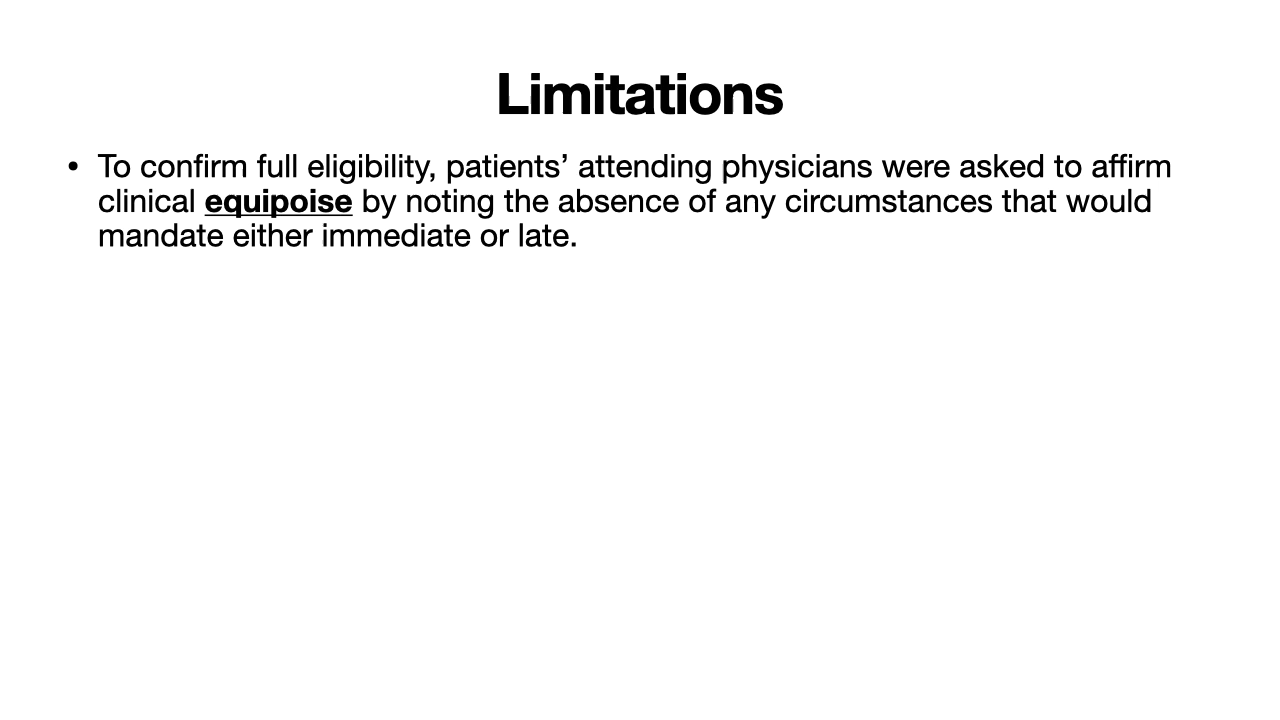 Limitations
• To confirm full eligibility, patients’ attending physicians were asked to affirm
clinical equipoise by noting the absence of any circumstances that would
mandate either immediate or late.